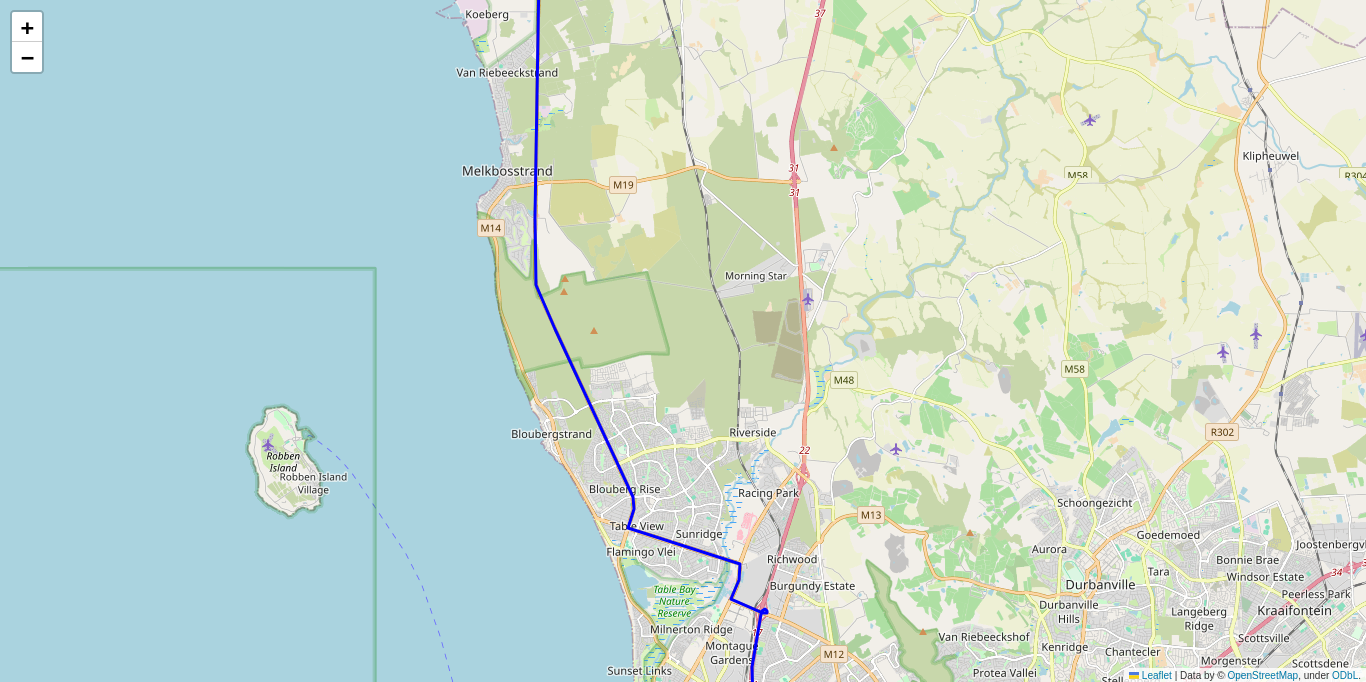 +
−
Koeberg
37
Van Riebeeckstrand
Klipheuwel
31
Melkbosstrand
M58
R304
M19
31
M14
Morning Star
M58
M48
Bloubergstrand
Riverside
R302
22
Robben
Island
Robben Island
Village
Blouberg Rise
Racing Park
Schoongezicht
M13
Table View
Sunridge
Goedemoed
Flamingo Vlei
Aurora
Joostenbergvl
Richwood
Bonnie Brae
Tara
34
Windsor Estate
Table Bay
Nature
Reserve
Burgundy Estate
Durbanville
Peerless Park
Durbanville
Hills
Langeberg
Ridge
Kraaifontein
Milnerton Ridge
Van Riebeeckshof
Scottsville
Montague
Gardens
M12
Kenridge
Chantecler
Morgenster
Scottsdene
Sunset Links
Protea Vallei
Stell
Leaflet | Data by © OpenStreetMap, under ODbL.